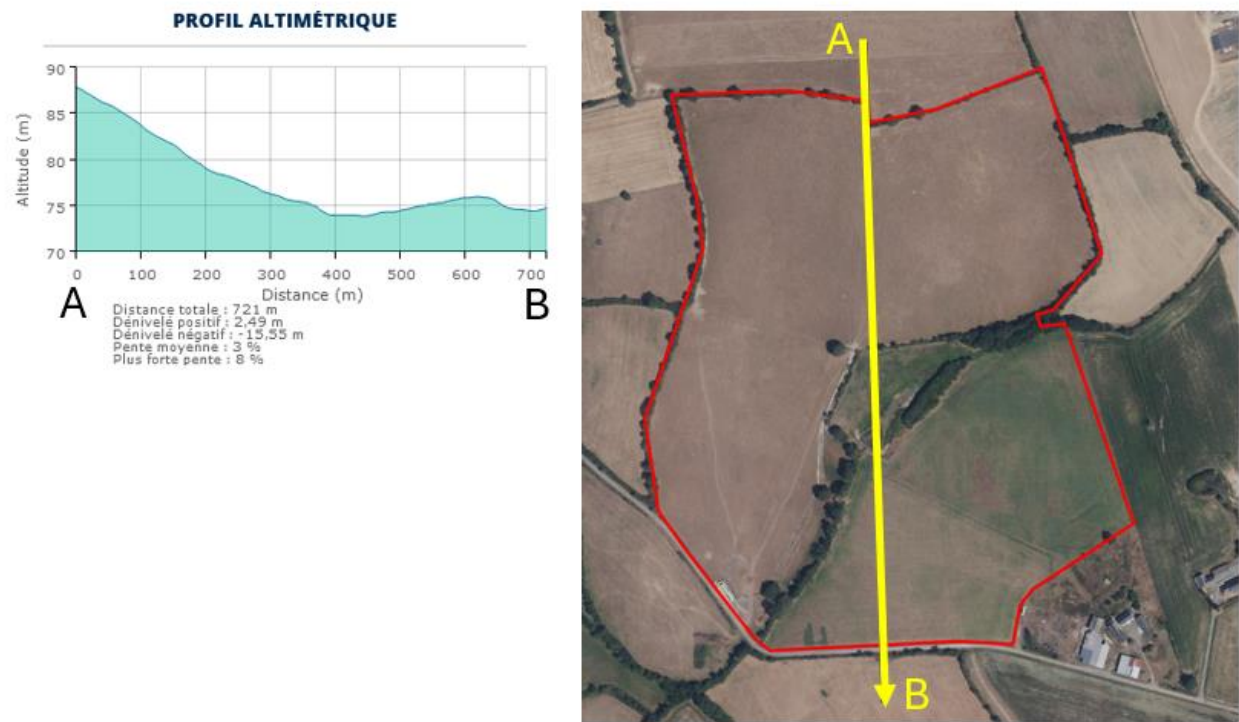 PROFIL ALTIMÉTRIQUE
90
85
80
75
70
Altitude (m)
0 100 200 300 400 500 600 700
Distance (m)
A B
Distance totale : 721 m
Dénivelé positif : 2,49 m
Dénivelé négatif : -15,55 m
Pente moyenne : 3 %
Plus forte pente : 8 %
A
B